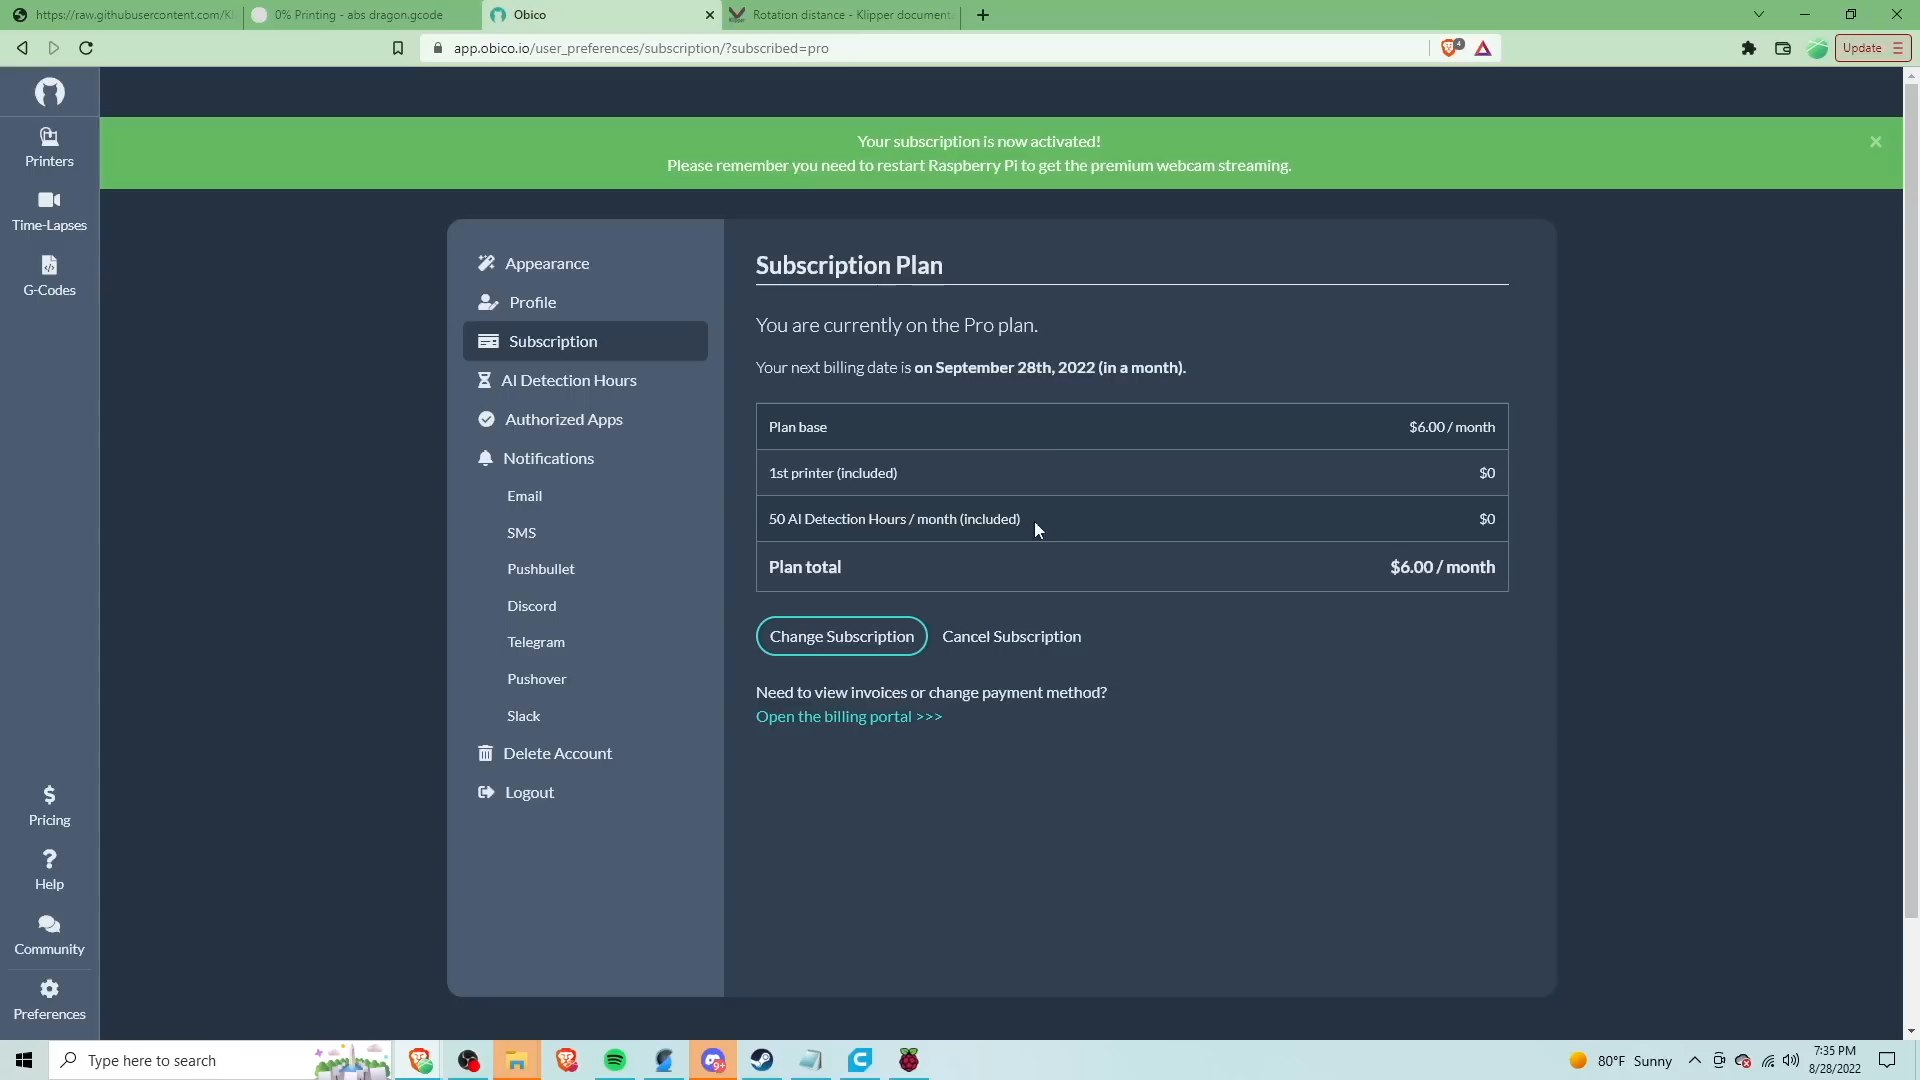 https://raw.githubusercontent.com/Kl
0% Printing - abs dragon.gcode
Obico
Rotation distance - Klipper document
app.obico.io/user_preferences/subscription/?subscribed=pro
4
Update
Your subscription is now activated!
Please remember you need to restart Raspberry Pi to get the premium webcam streaming.
Printers
Time-Lapses
G-Codes
Pricing
Help
Community
Preferences
Appearance
Profile
Subscription
AI Detection Hours
Authorized Apps
Notifications
Email
SMS
Pushbullet
Discord
Telegram
Pushover
Slack
Delete Account
Logout
Subscription Plan
You are currently on the Pro plan.
Your next billing date is on September 28th, 2022 (in a month).
Plan base $6.00 / month
1st printer (included) $0
50 AI Detection Hours / month (included) $0
Plan total $6.00 / month
Change Subscription Cancel Subscription
Need to view invoices or change payment method?
Open the billing portal >>>
Type here to search
9+
80°F Sunny
7:35 PM
8/28/2022